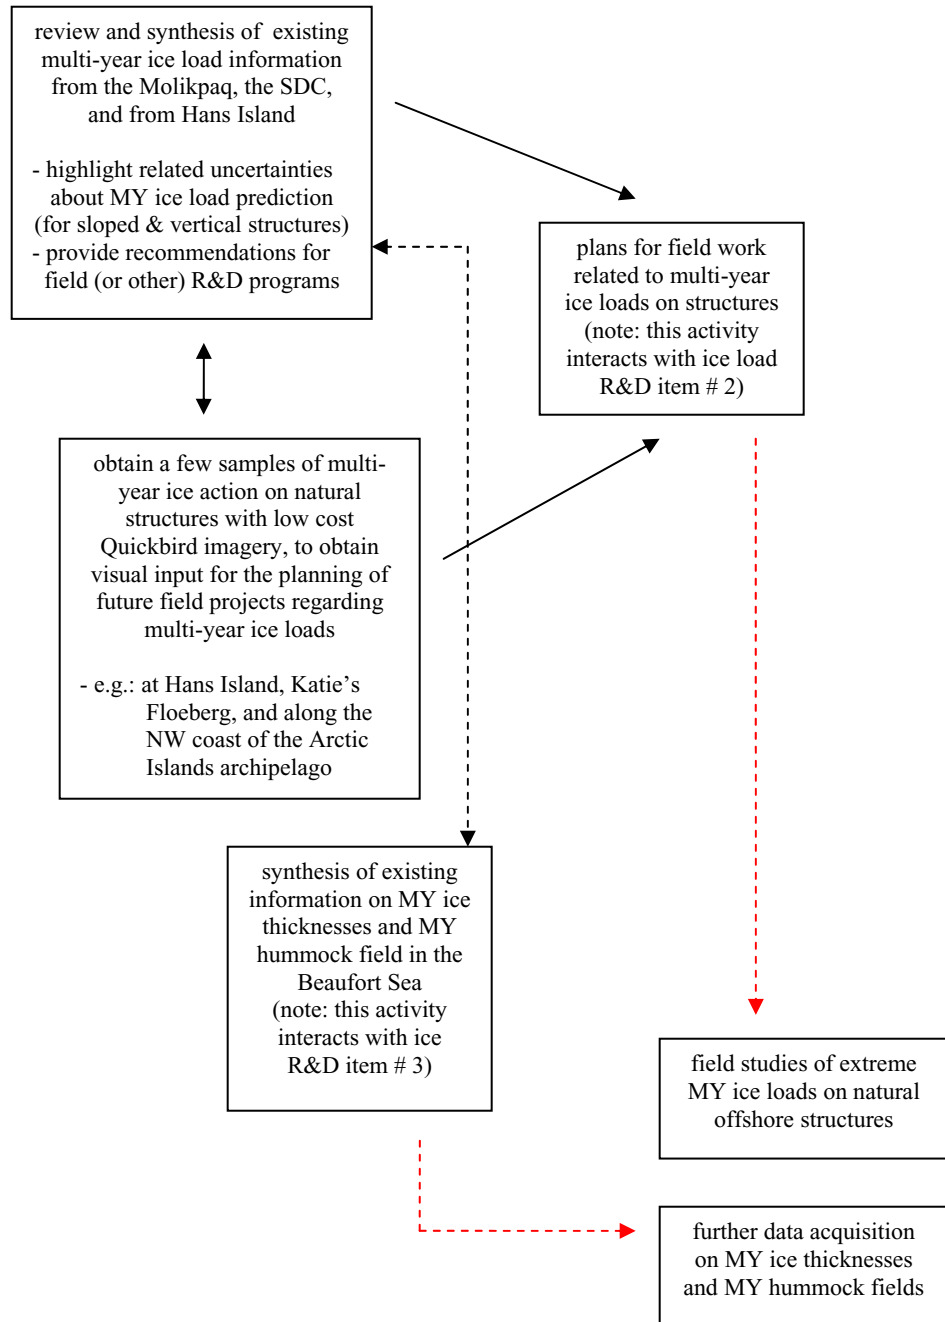 review and synthesis of existing
multi-year ice load information
from the Molikpaq, the SDC,
and from Hans Island
- highlight related uncertainties
about MY ice load prediction
(for sloped & vertical structures)
- provide recommendations for
field (or other) R&D programs
plans for field work
related to multi-year
ice loads on structures
(note: this activity
interacts with ice load
R&D item # 2)
obtain a few samples of multi-
year ice action on natural
structures with low cost
Quickbird imagery, to obtain
visual input for the planning of
future field projects regarding
multi-year ice loads
- e.g.: at Hans Island, Katie’s
Floeberg, and along the
NW coast of the Arctic
Islands archipelago
synthesis of existing
information on MY ice
thicknesses and MY
hummock field in the
Beaufort Sea
(note: this activity
interacts with ice
R&D item # 3)
field studies of extreme
MY ice loads on natural
offshore structures
further data acquisition
on MY ice thicknesses
and MY hummock fields